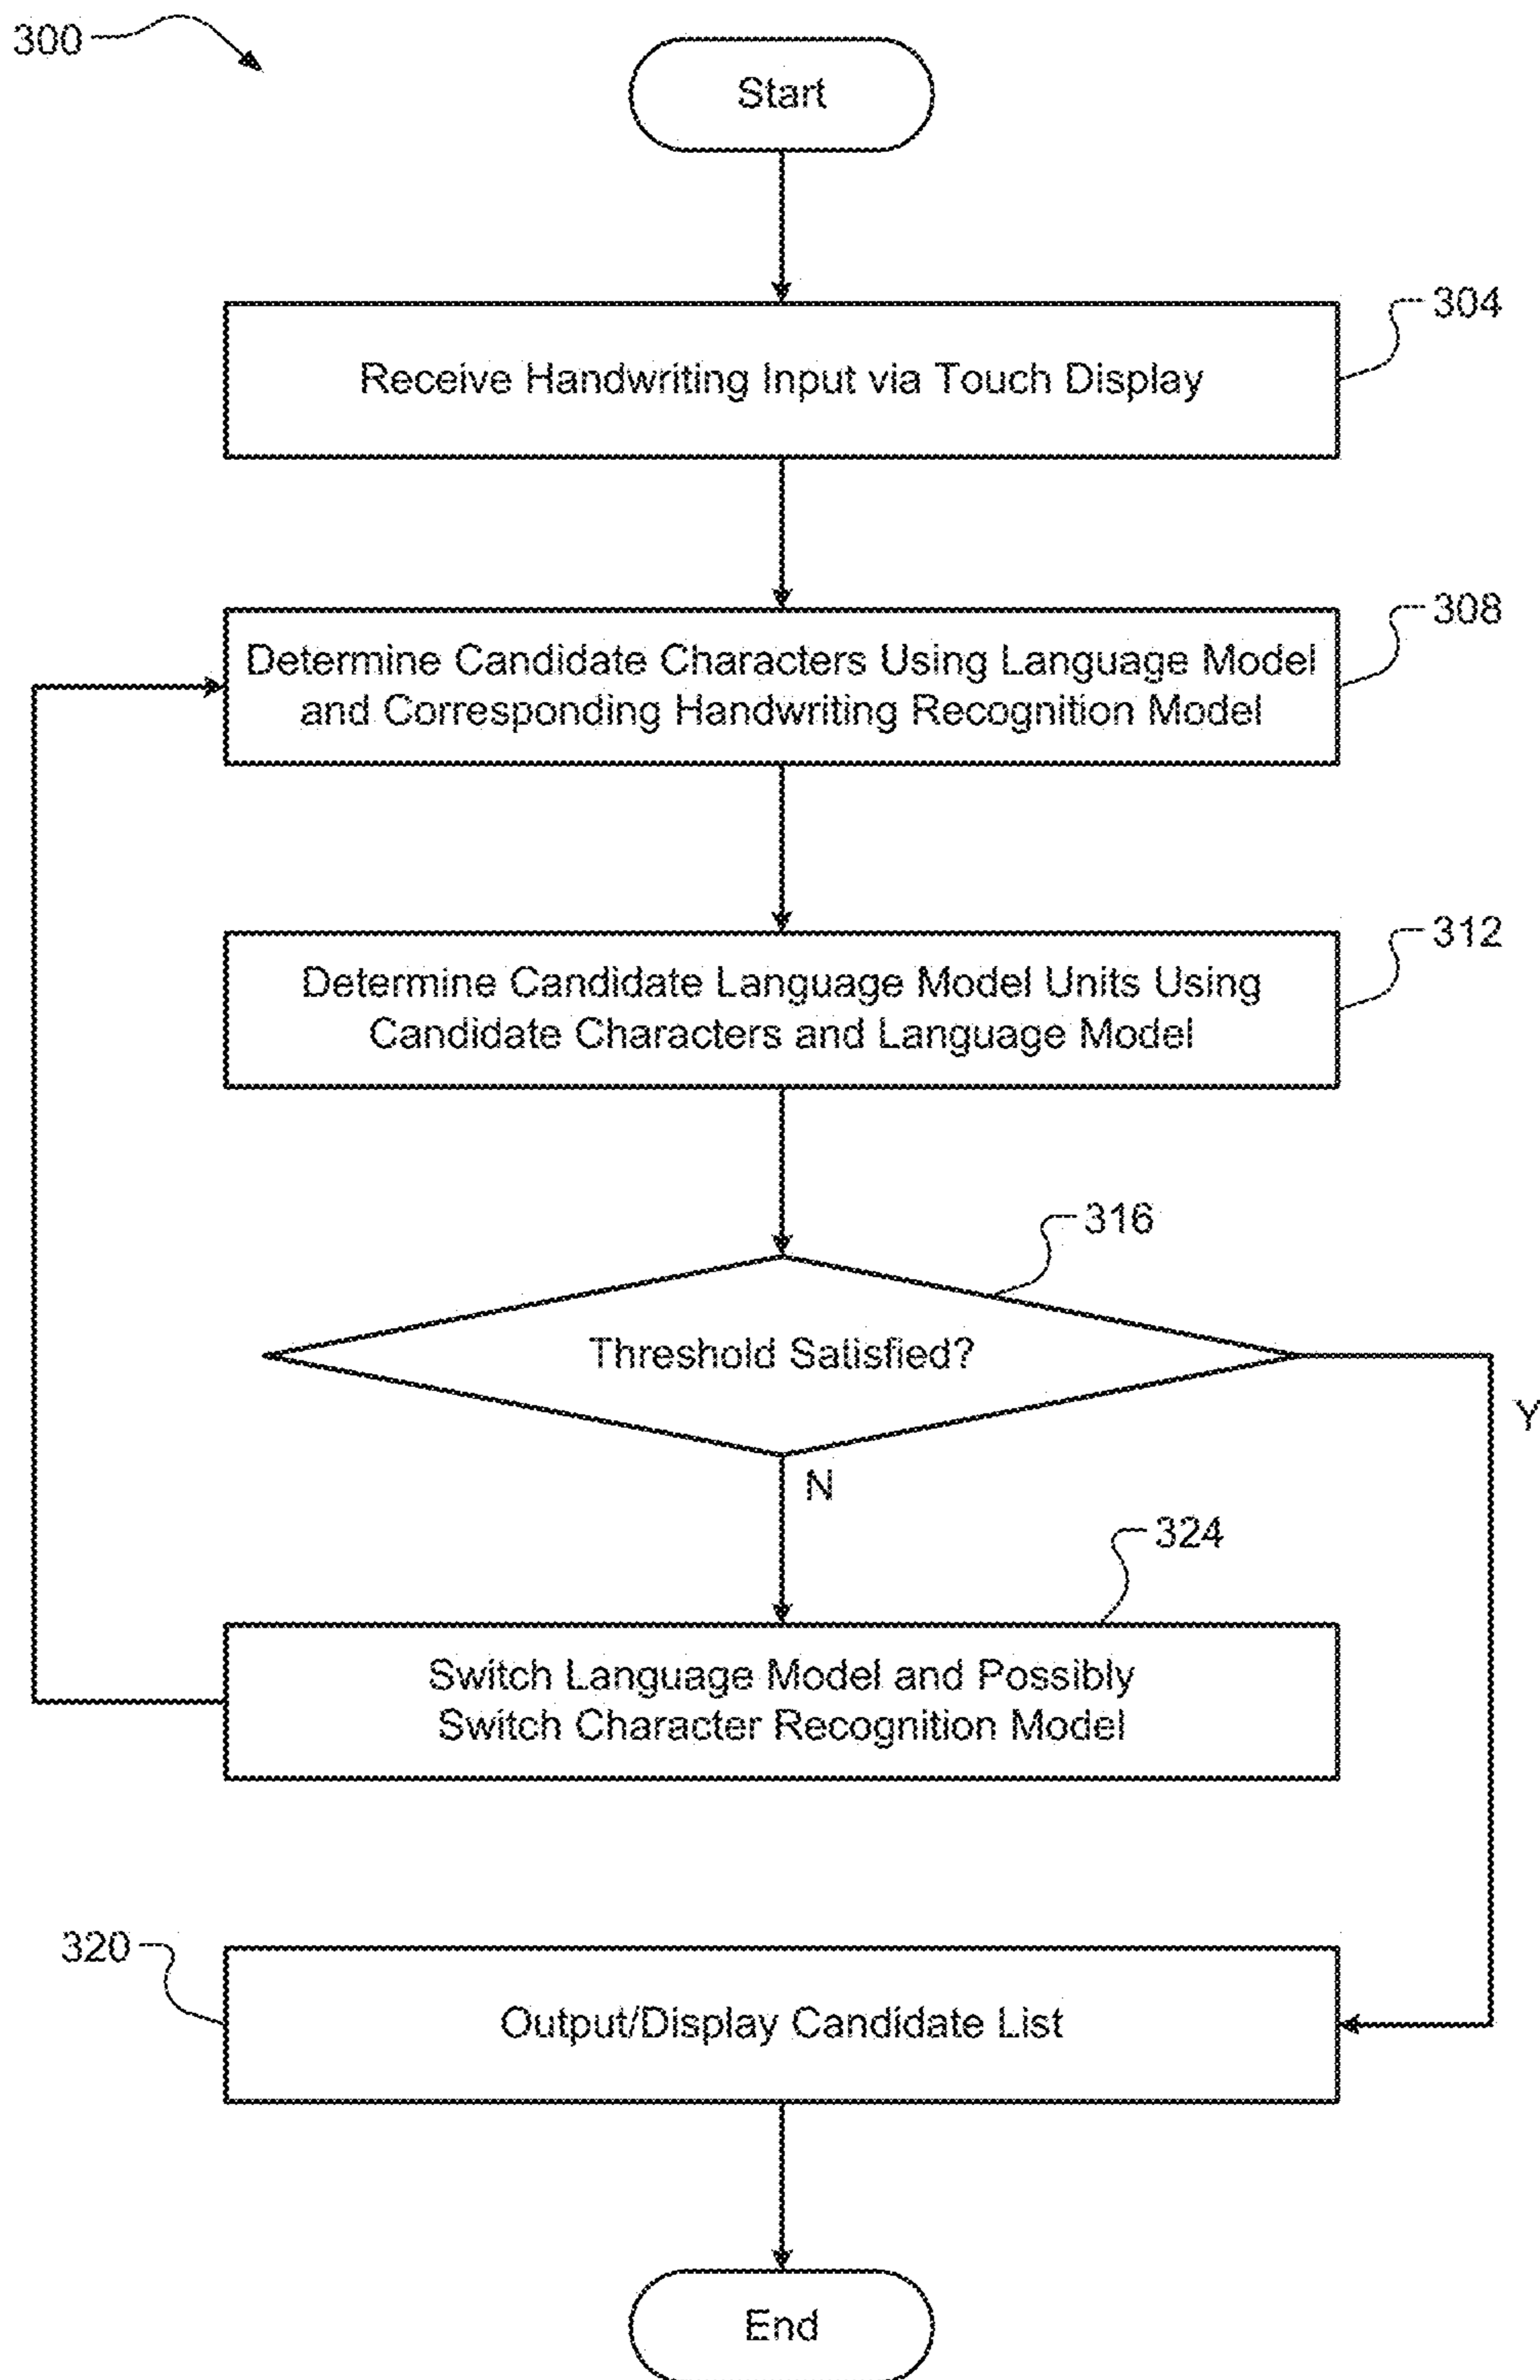 300
Start
304
Receive Handwriting Input via Touch Display
308
Determine Candidate Characters Using Language Model
and Corresponding Handwriting Recognition Model
312
Determine Candidate Language Model Units Using
Candidate Characters and Language Model
316
Threshold Satisfied?
Y
N
324
Switch Language Model and Possibly
Switch Character Recognition Model
320
Output/Display Candidate List
End